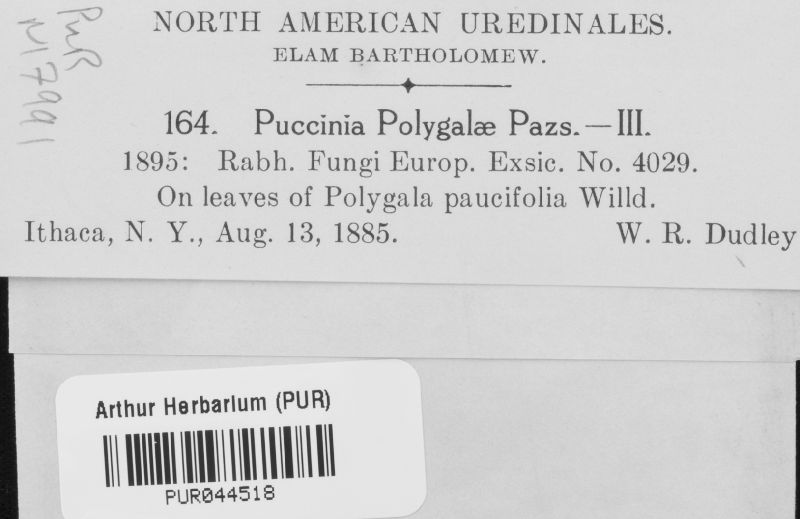 NORTH AMERICAN UREDINALES.
ELAM BARTHOLOMEW.
164. Puccinia Polygalæ Pazs.—III.
1895: Rabh. Fungi Europ. Exsic. No. 4029.
On leaves of Polygala paucifolia Willd.
Ithaca, N. Y., Aug. 13, 1885. W. R. Dudley
PUR
N7991
Arthur Herbarium (PUR)
PUR044518